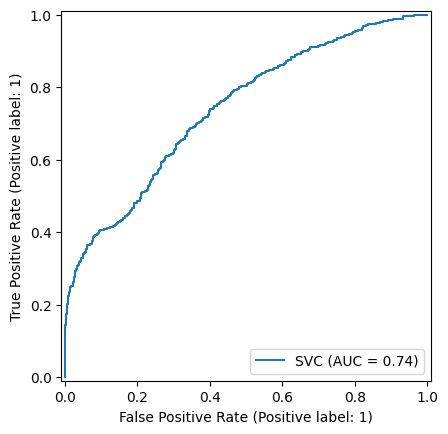 True Positive Rate (Positive label: 1)
1.0
0.8
0.6
0.4
0.2
0.0
SVC (AUC = 0.74)
0.0 0.2 0.4 0.6 0.8 1.0
False Positive Rate (Positive label: 1)